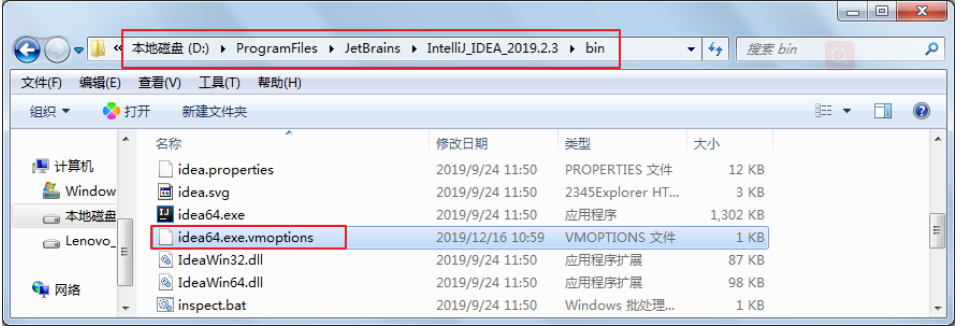 « 本地磁盘 (D:) ▸ ProgramFiles ▸ JetBrains ▸ IntelliJ_IDEA_2019.2.3 ▸ bin 搜索 bin
文件(F) 编辑(E) 查看(V) 工具(T) 帮助(H)
组织 打开 新建文件夹
名称 修改日期 类型 大小
计算机 idea.properties 2019/9/24 11:50 PROPERTIES 文件 12 KB
Window idea.svg 2019/9/24 11:50 2345Explorer HT... 3 KB
本地磁盘 idea64.exe 2019/9/24 11:50 应用程序 1,302 KB
Lenovo_ idea64.exe.vmoptions 2019/12/16 10:59 VMOPTIONS 文件 1 KB
IdeaWin32.dll 2019/9/24 11:50 应用程序扩展 87 KB
网络 IdeaWin64.dll 2019/9/24 11:50 应用程序扩展 98 KB
inspect.bat 2019/9/24 11:50 Windows 批处理... 1 KB